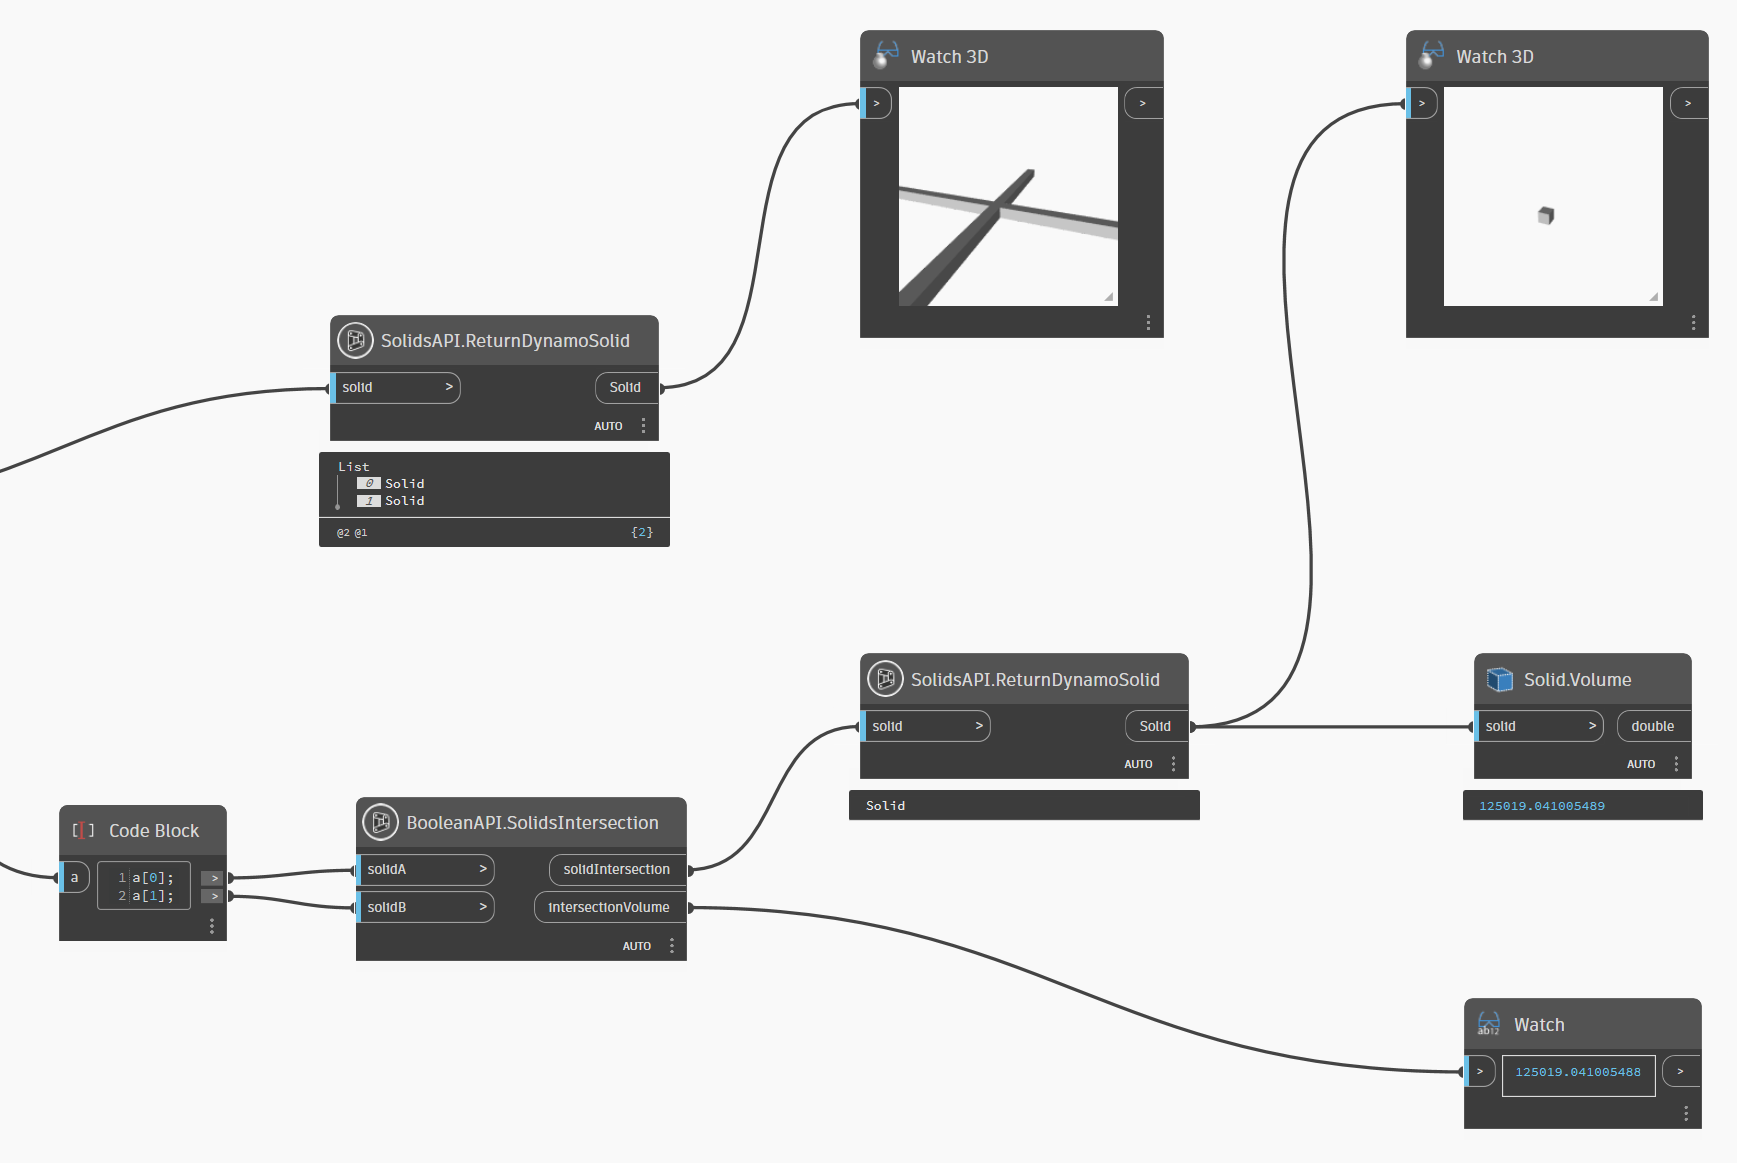 Watch 3D
>
>
Watch 3D
>
>
SolidsAPI.ReturnDynamoSolid
solid >
Solid
AUTO
List
0 Solid
1 Solid
@2 @1 {2}
SolidsAPI.ReturnDynamoSolid
solid >
Solid
AUTO
Solid
Solid.Volume
solid >
double
AUTO
125019.041005489
[I] Code Block
a
1 a[0]; >
2 a[1]; >
BooleanAPI.SolidsIntersection
solidA >
solidIntersection
solidB >
intersectionVolume
AUTO
ab12
Watch
>
125019.041005488
>